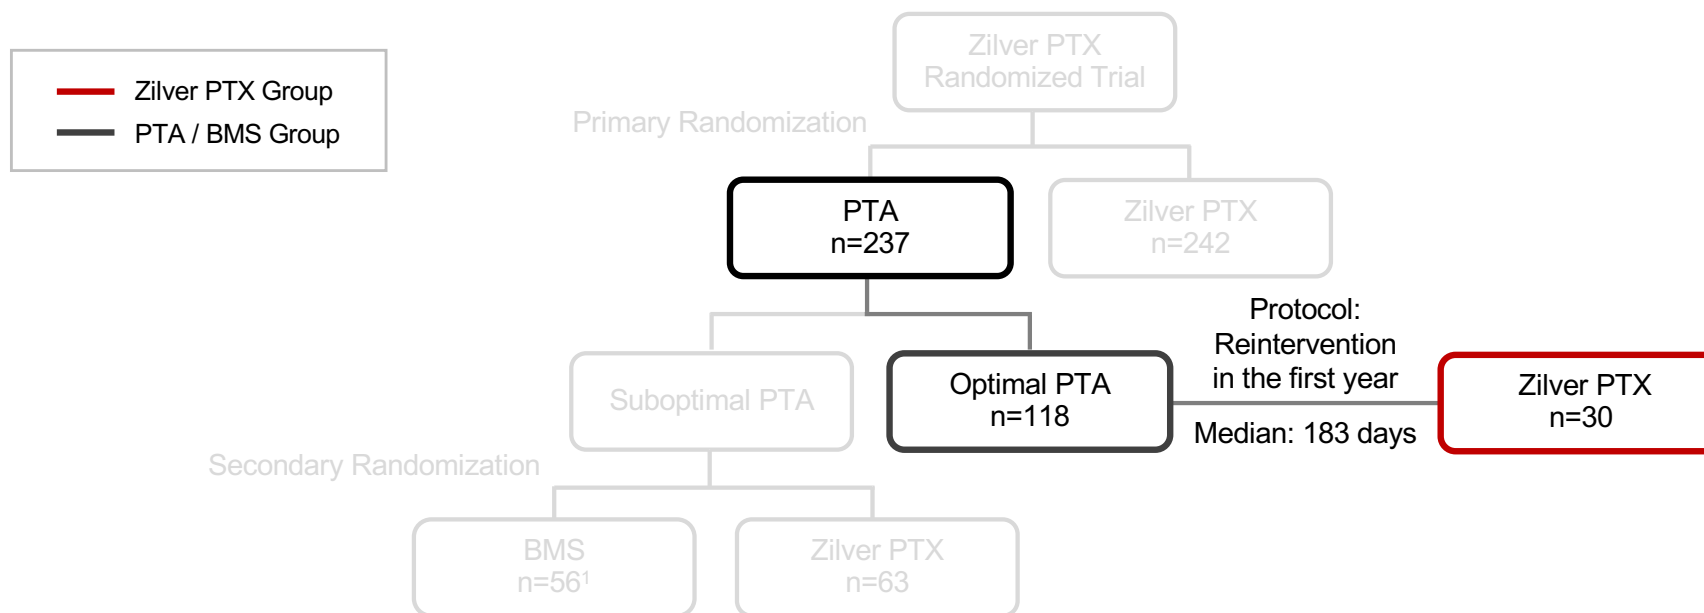 Zilver PTX Group
PTA / BMS Group
Zilver PTX
Randomized Trial
Primary Randomization
PTA
n=237
Zilver PTX
n=242
Protocol:
Reintervention
in the first year
Median: 183 days
Suboptimal PTA
Optimal PTA
n=118
Zilver PTX
n=30
Secondary Randomization
BMS
n=56¹
Zilver PTX
n=63